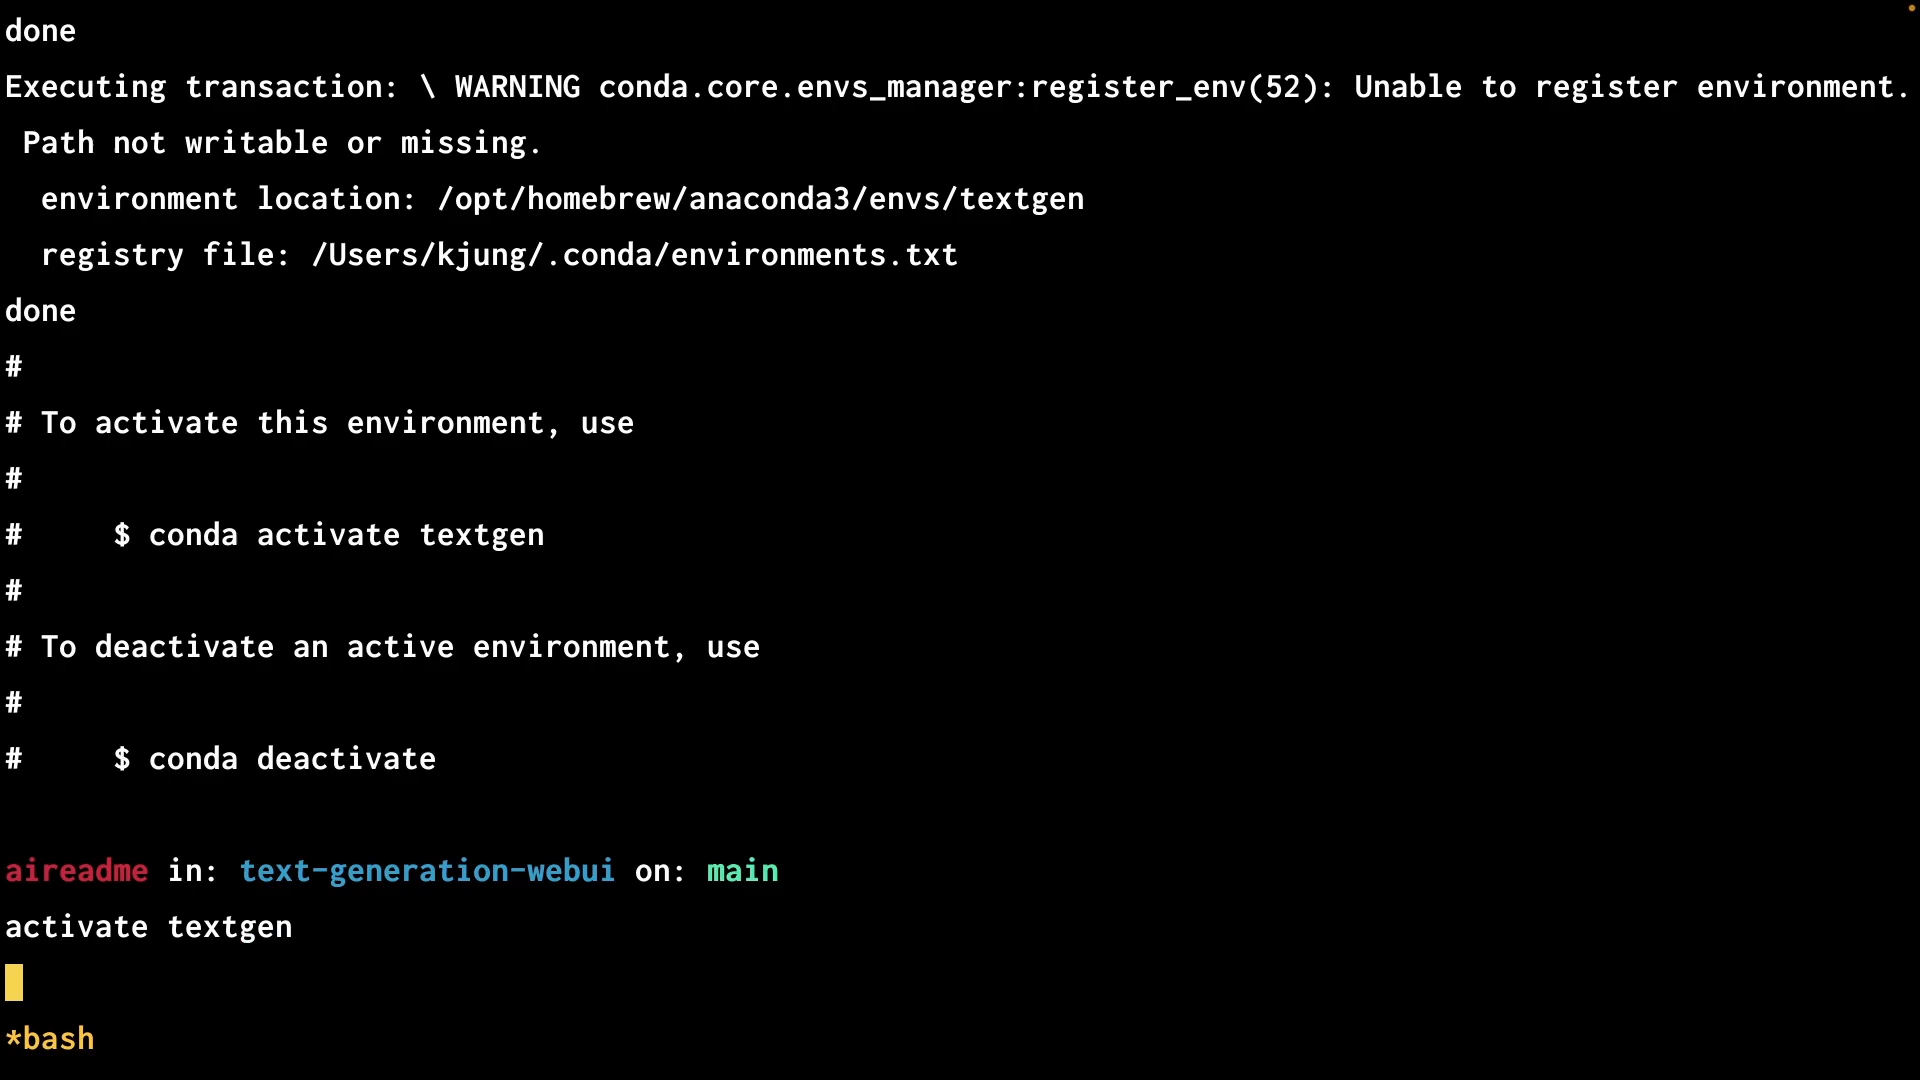 done
Executing transaction: \ WARNING conda.core.envs_manager:register_env(52): Unable to register environment.
 Path not writable or missing.
  environment location: /opt/homebrew/anaconda3/envs/textgen
  registry file: /Users/kjung/.conda/environments.txt
done
#
# To activate this environment, use
#
#     $ conda activate textgen
#
# To deactivate an active environment, use
#
#     $ conda deactivate
aireadme in: text-generation-webui on: main
activate textgen
*bash